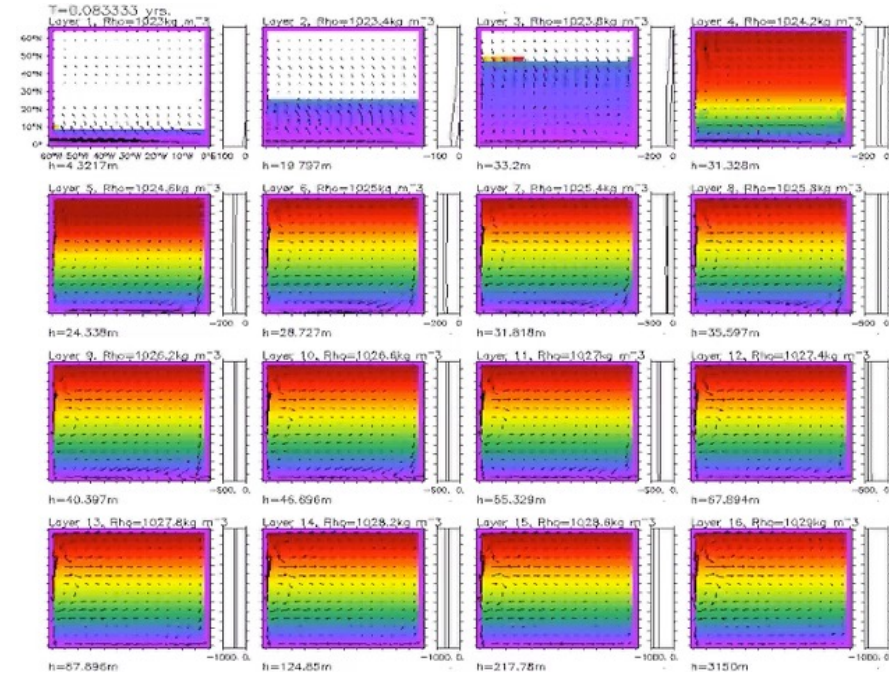 T=0.083333 yrs.
Layer 1, Rho=1023kg m^3
Layer 2, Rho=1023.4kg m^3
Layer 3, Rho=1023.8kg m^3
Layer 4, Rho=1024.2kg m^3
60°N
50°N
40°N
30°N
20°N
10°N
0°
60°W 50°W 40°W 30°W 20°W 10°W 0°E
-100 0
-100 0
-200 0
-200 0
h=4.3217m
h=19.797m
h=33.2m
h=31.328m
Layer 5, Rho=1024.6kg m^3
Layer 6, Rho=1025kg m^3
Layer 7, Rho=1025.4kg m^3
Layer 8, Rho=1025.8kg m^3
-200 0
-200 0
h=24.338m
h=28.727m
h=31.818m
h=35.597m
Layer 9, Rho=1026.2kg m^3
Layer 10, Rho=1026.6kg m^3
Layer 11, Rho=1027kg m^3
Layer 12, Rho=1027.4kg m^3
-500. 0.
-500. 0.
-500. 0.
-500. 0.
h=40.397m
h=46.696m
h=55.329m
h=67.894m
Layer 13, Rho=1027.8kg m^3
Layer 14, Rho=1028.2kg m^3
Layer 15, Rho=1028.6kg m^3
Layer 16, Rho=1029kg m^3
-1000. 0.
-1000. 0.
-1000. 0.
-1000. 0.
h=87.896m
h=124.85m
h=217.78m
h=3150m